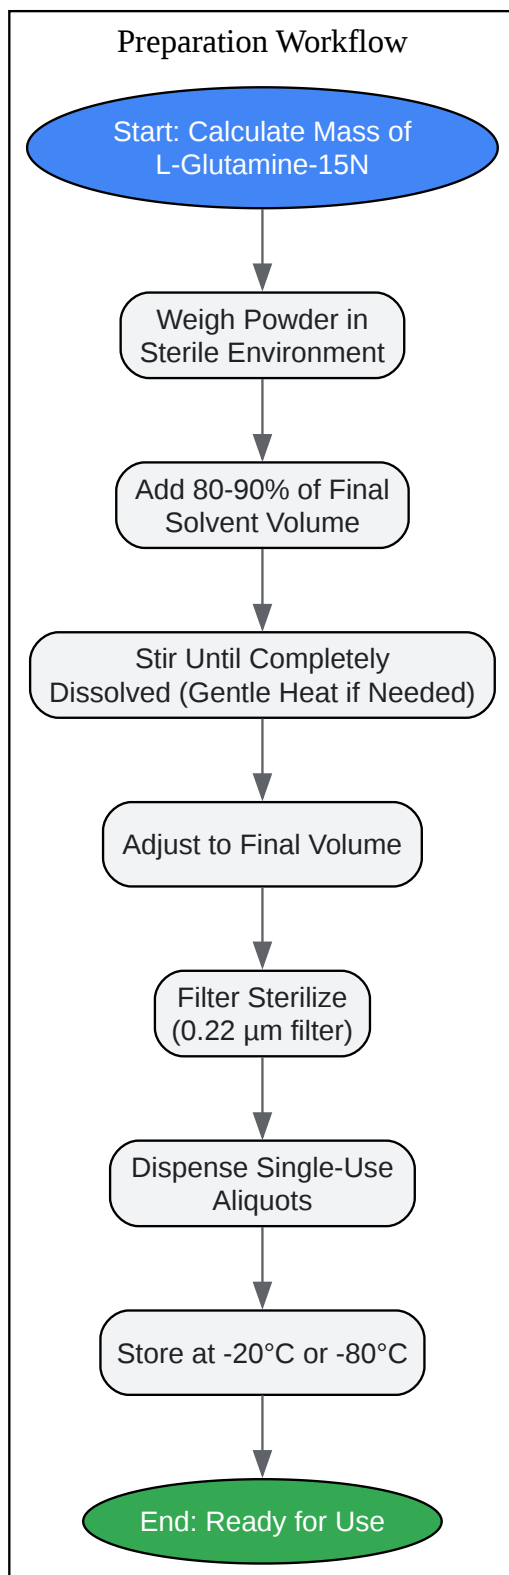 Preparation Workflow
Start: Calculate Mass of
L-Glutamine-15N
Weigh Powder in
Sterile Environment
Add 80-90% of Final
Solvent Volume
Stir Until Completely
Dissolved (Gentle Heat if Needed)
Adjust to Final Volume
Filter Sterilize
(0.22 µm filter)
Dispense Single-Use
Aliquots
Store at -20°C or -80°C
End: Ready for Use